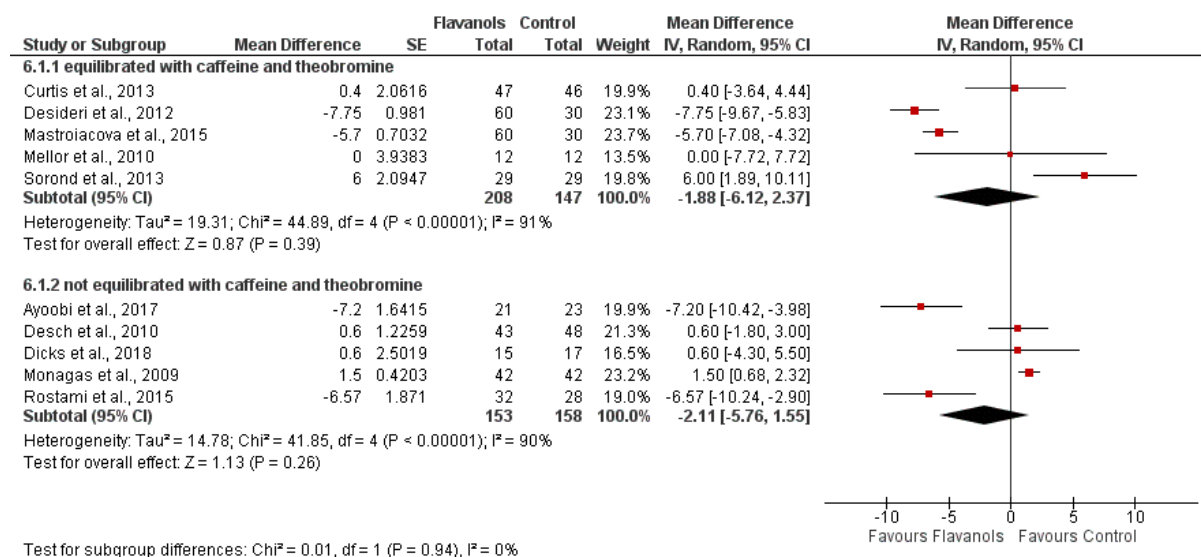 Flavanols Control Mean Difference Mean Difference
Study or Subgroup Mean Difference SE Total Total Weight IV, Random, 95% CI IV, Random, 95% CI
6.1.1 equilibrated with caffeine and theobromine
Curtis et al., 2013 0.4 2.0616 47 46 19.9% 0.40 [-3.64, 4.44]
Desideri et al., 2012 -7.75 0.981 60 30 23.1% -7.75 [-9.67, -5.83]
Mastroiacova et al., 2015 -5.7 0.7032 60 30 23.7% -5.70 [-7.08, -4.32]
Mellor et al., 2010 0 3.9383 12 12 13.5% 0.00 [-7.72, 7.72]
Sorond et al., 2013 6 2.0947 29 29 19.8% 6.00 [1.89, 10.11]
Subtotal (95% CI) 208 147 100.0% -1.88 [-6.12, 2.37]
Heterogeneity: Tau² = 19.31; Chi² = 44.89, df = 4 (P < 0.00001); I² = 91%
Test for overall effect: Z = 0.87 (P = 0.39)
6.1.2 not equilibrated with caffeine and theobromine
Ayoobi et al., 2017 -7.2 1.6415 21 23 19.9% -7.20 [-10.42, -3.98]
Desch et al., 2010 0.6 1.2259 43 48 21.3% 0.60 [-1.80, 3.00]
Dicks et al., 2018 0.6 2.5019 15 17 16.5% 0.60 [-4.30, 5.50]
Monagas et al., 2009 1.5 0.4203 42 42 23.2% 1.50 [0.68, 2.32]
Rostami et al., 2015 -6.57 1.871 32 28 19.0% -6.57 [-10.24, -2.90]
Subtotal (95% CI) 153 158 100.0% -2.11 [-5.76, 1.55]
Heterogeneity: Tau² = 14.78; Chi² = 41.85, df = 4 (P < 0.00001); I² = 90%
Test for overall effect: Z = 1.13 (P = 0.26)
-10 -5 0 5 10
Favours Flavanols Favours Control
Test for subgroup differences: Chi² = 0.01, df = 1 (P = 0.94), I² = 0%